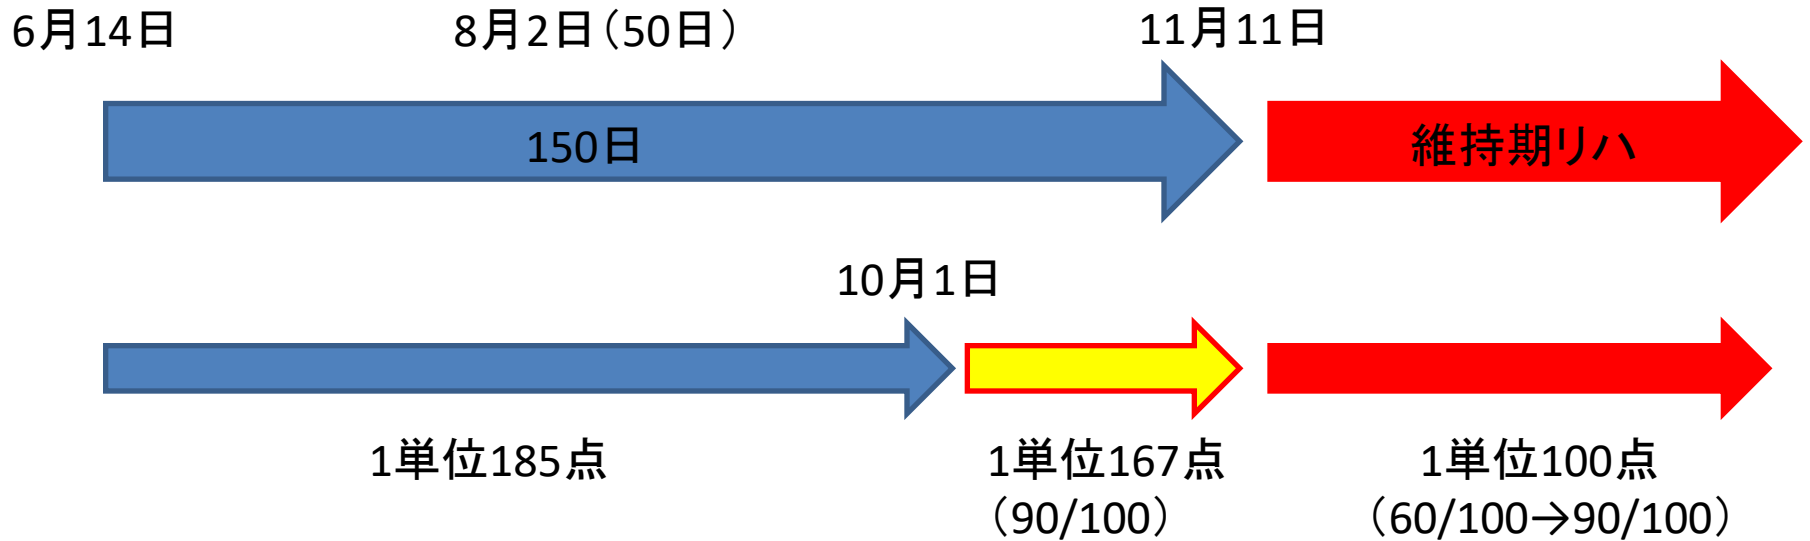 6月14日
8月2日（50日）
11月11日
150日
維持期リハ
10月1日
1単位185点
1単位167点
（90/100）
1単位100点
（60/100→90/100）